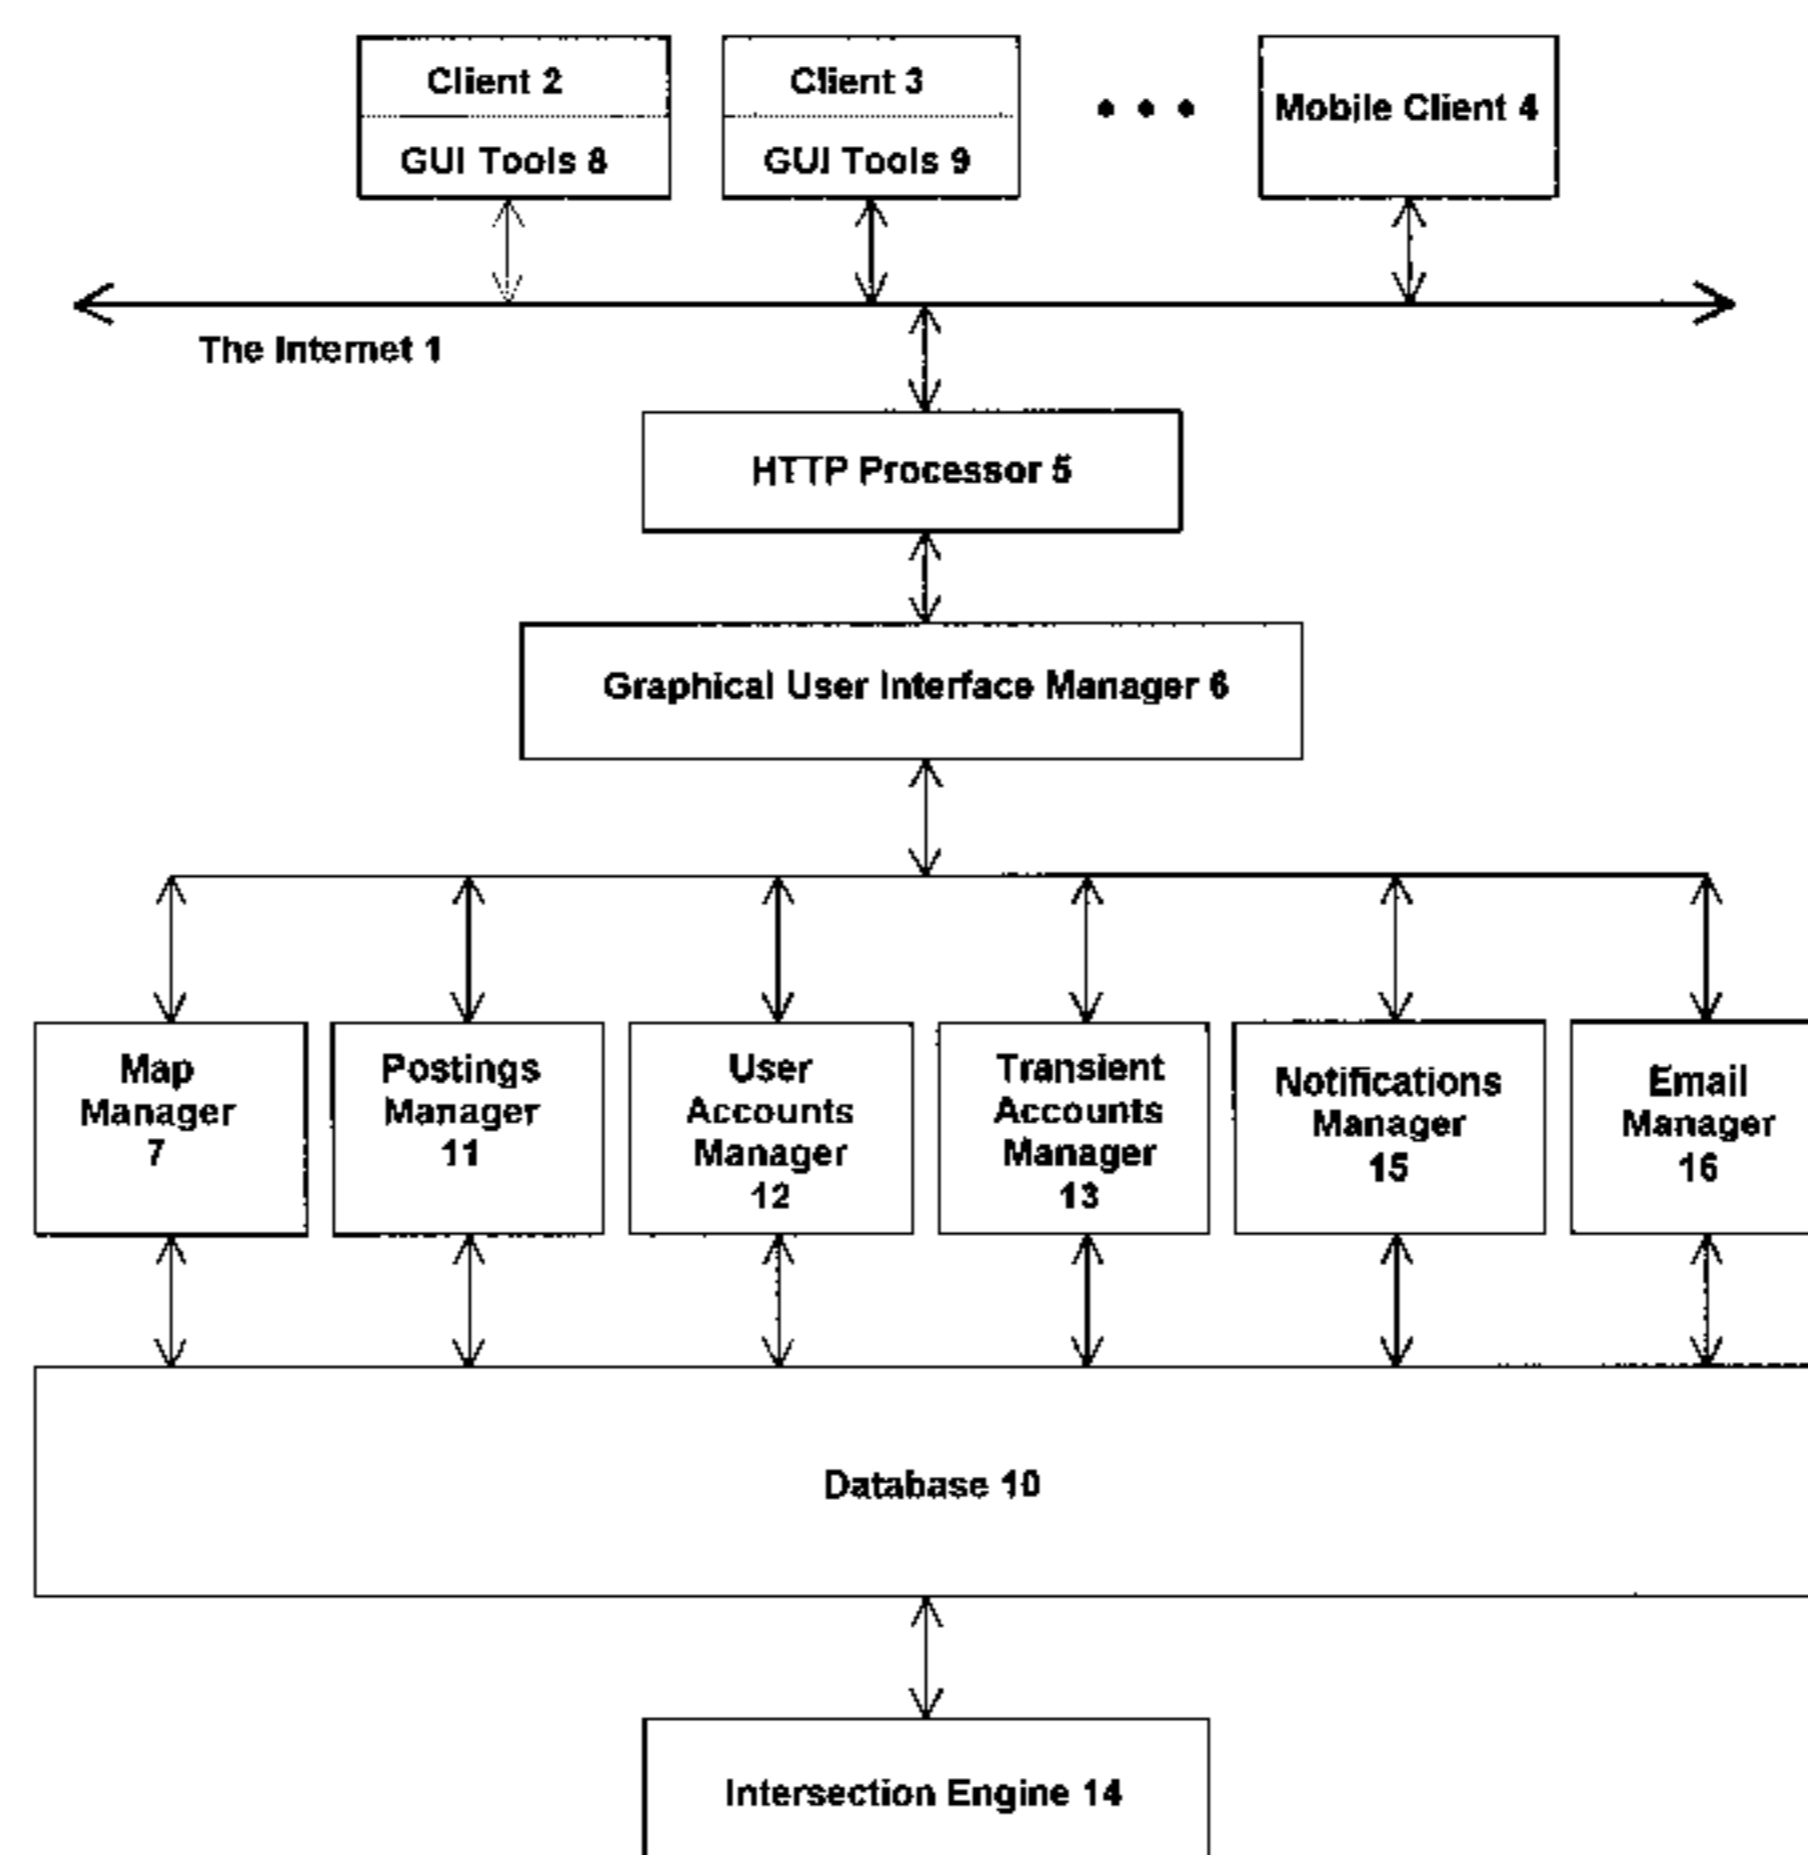 Client 2
GUI Tools 8
Client 3
GUI Tools 9
Mobile Client 4
The Internet 1
HTTP Processor 5
Graphical User Interface Manager 6
Map
Manager
7
Postings
Manager
11
User
Accounts
Manager
12
Transient
Accounts
Manager
13
Notifications
Manager
15
Email
Manager
16
Database 10
Intersection Engine 14